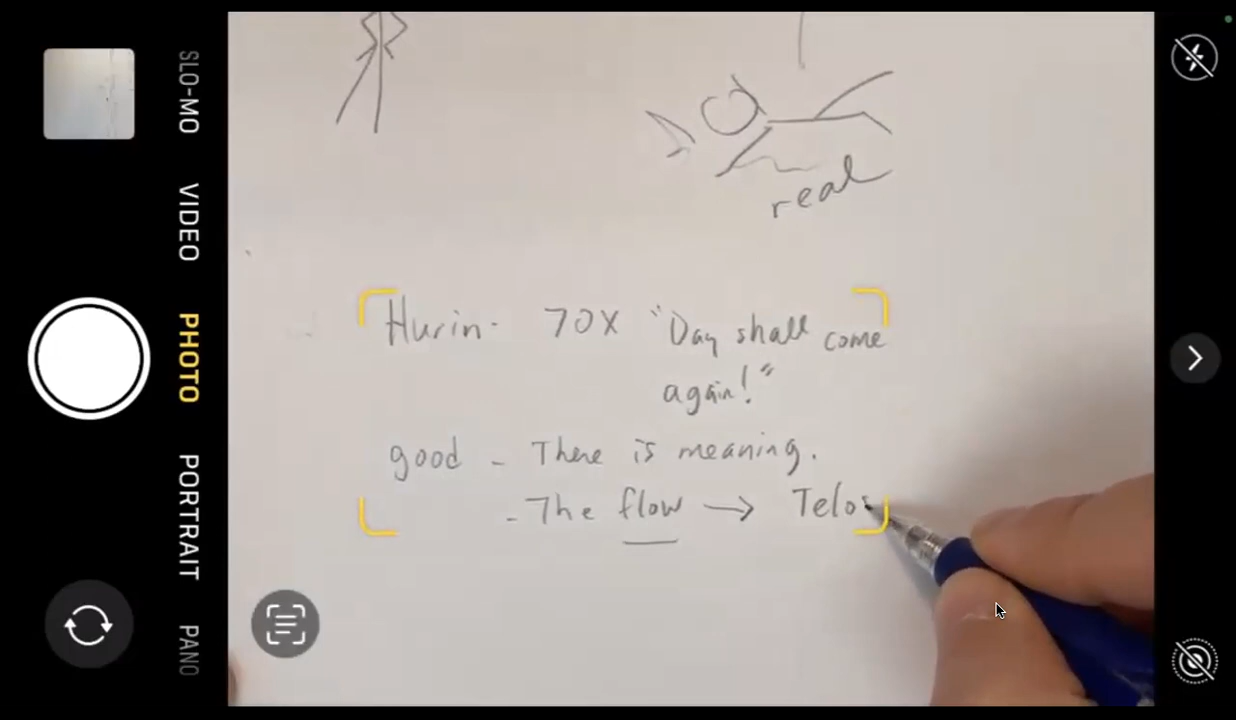 SLO-MO
VIDEO
PHOTO
PORTRAIT
PANO
real
Hurin- 70X "Day shall come
again!"
good - There is meaning.
- The flow → Telos